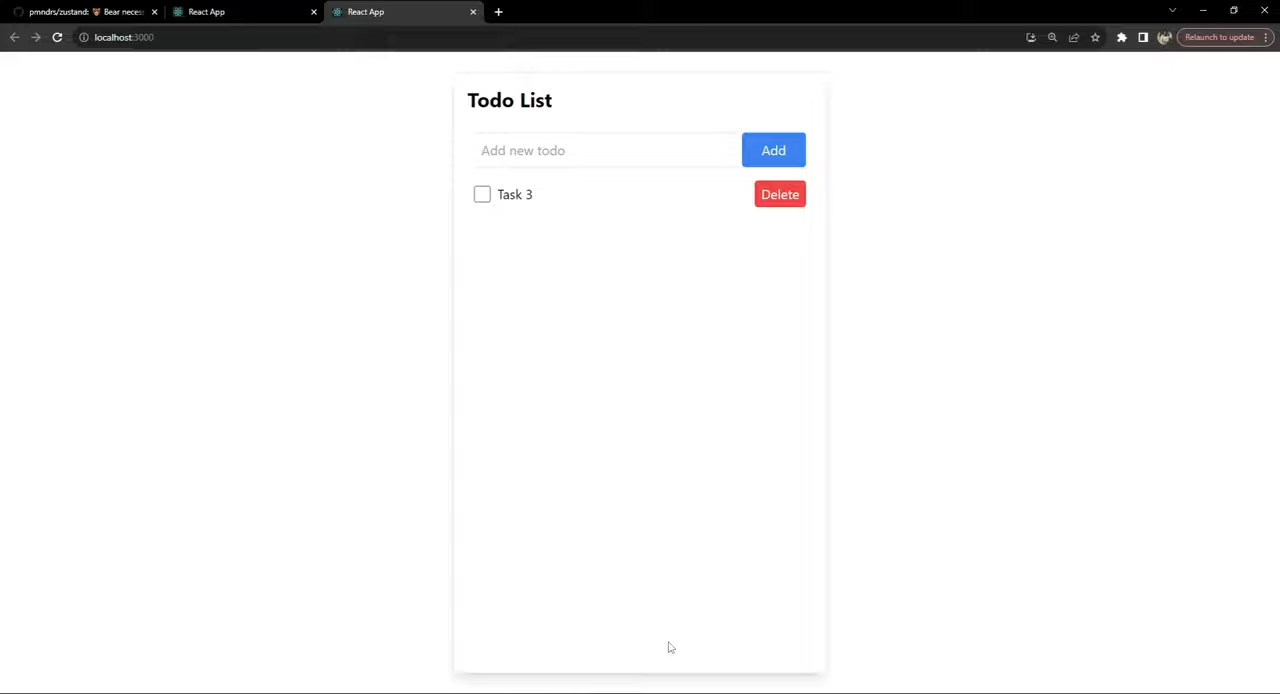 pmndrs/zustand: 🐻 Bear neces
React App
React App
localhost:3000
Relaunch to update
Todo List
Add new todo
Add
Task 3
Delete